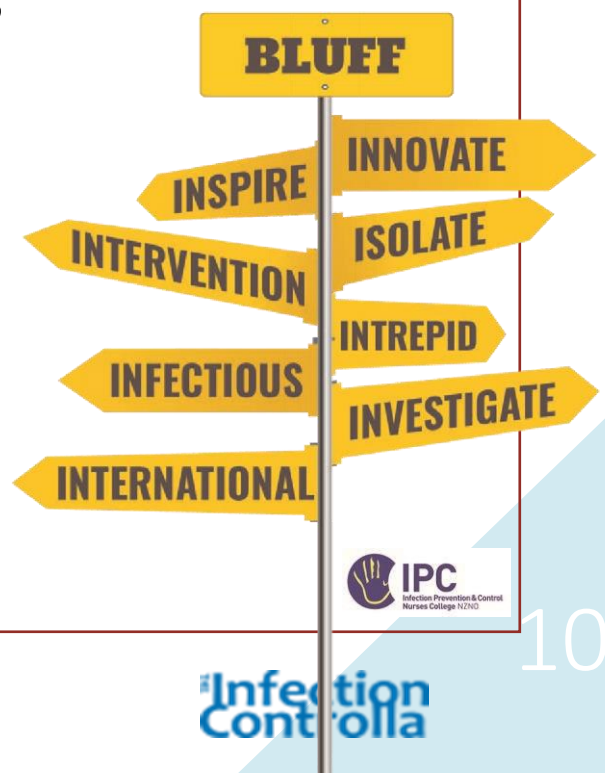 BLUFF
INNOVATE
INSPIRE
ISOLATE
INTERVENTION
INTREPID
INFECTIOUS
INVESTIGATE
INTERNATIONAL
IPC
Infection Prevention & Control
Nurses College NZNO
10
Infection
Controlla